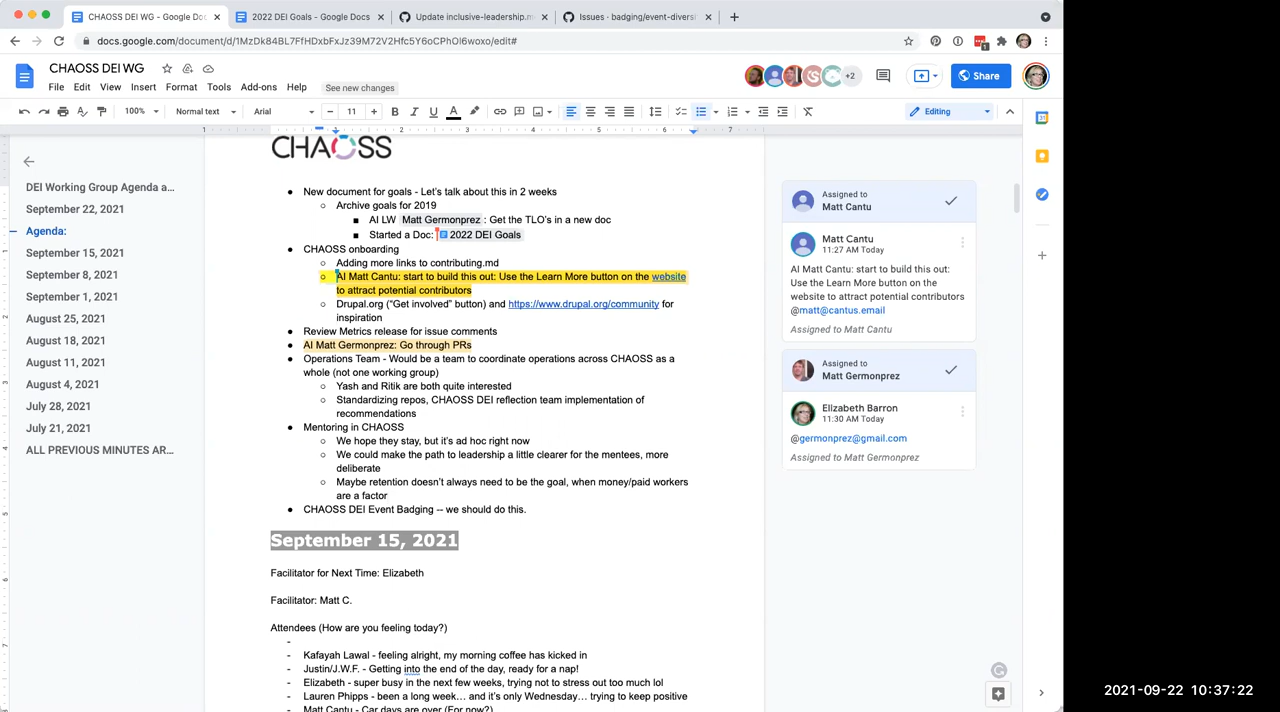 CHAOSS DEI WG - Google Doc
2022 DEI Goals - Google Docs
Update inclusive-leadership.m
Issues · badging/event-diversi
docs.google.com/document/d/1MzDk84BL7FfHDxbFxJz39M72V2Hfc5Y6oCPhOl6woxo/edit#
1
CHAOSS DEI WG
File Edit View Insert Format Tools Add-ons Help
See new changes
+2
Share
100% Normal text Arial 11 Editing
1 1 2 3 4 5 6 7
CHAOSS
DEI Working Group Agenda a...
September 22, 2021
Agenda:
September 15, 2021
September 8, 2021
September 1, 2021
August 25, 2021
August 18, 2021
August 11, 2021
August 4, 2021
July 28, 2021
July 21, 2021
ALL PREVIOUS MINUTES AR...
● New document for goals - Let's talk about this in 2 weeks
○ Archive goals for 2019
■ AI LW Matt Germonprez : Get the TLO's in a new doc
■ Started a Doc: 2022 DEI Goals
● CHAOSS onboarding
○ Adding more links to contributing.md
○ AI Matt Cantu: start to build this out: Use the Learn More button on the website
to attract potential contributors
○ Drupal.org ("Get involved" button) and https://www.drupal.org/community for
inspiration
● Review Metrics release for issue comments
● AI Matt Germonprez: Go through PRs
● Operations Team - Would be a team to coordinate operations across CHAOSS as a
whole (not one working group)
○ Yash and Ritik are both quite interested
○ Standardizing repos, CHAOSS DEI reflection team implementation of
recommendations
● Mentoring in CHAOSS
○ We hope they stay, but it's ad hoc right now
○ We could make the path to leadership a little clearer for the mentees, more
deliberate
○ Maybe retention doesn't always need to be the goal, when money/paid workers
are a factor
● CHAOSS DEI Event Badging -- we should do this.
September 15, 2021
Facilitator for Next Time: Elizabeth
Facilitator: Matt C.
Attendees (How are you feeling today?)
-
- Kafayah Lawal - feeling alright, my morning coffee has kicked in
- Justin/J.W.F. - Getting into the end of the day, ready for a nap!
- Elizabeth - super busy in the next few weeks, trying not to stress out too much lol
- Lauren Phipps - been a long week... and it's only Wednesday... trying to keep positive
- Matt Cantu - Car days are over (For now?)
Assigned to
Matt Cantu
Matt Cantu
11:27 AM Today
AI Matt Cantu: start to build this out:
Use the Learn More button on the
website to attract potential contributors
@matt@cantus.email
Assigned to Matt Cantu
Assigned to
Matt Germonprez
Elizabeth Barron
11:30 AM Today
@germonprez@gmail.com
Assigned to Matt Germonprez
2021-09-22 10:37:22